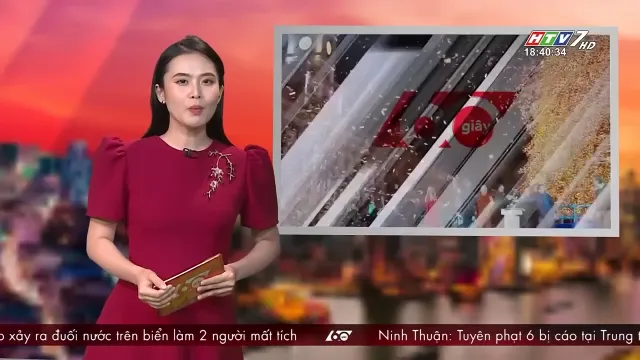 HTV7 HD
18:40:34
60 giây
xảy ra đuối nước trên biển làm 2 người mất tích
60
Ninh Thuận: Tuyên phạt 6 bị cáo tại Trung